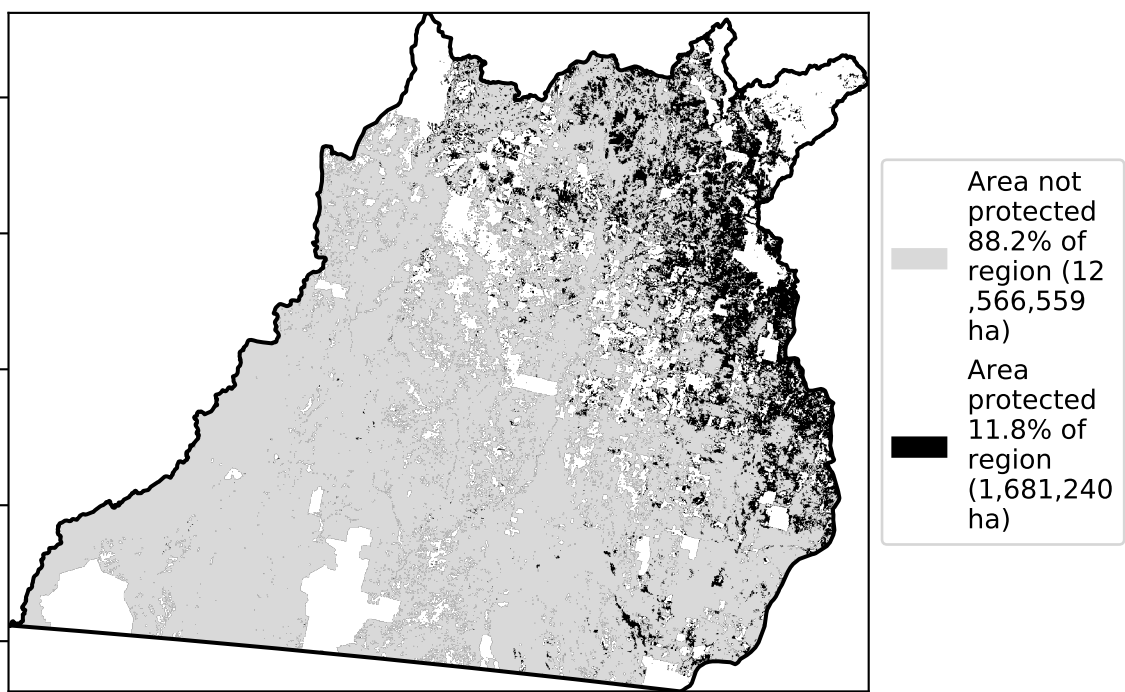 Area not
protected
88.2% of
region (12
,566,559
ha)
Area
protected
11.8% of
region
(1,681,240
ha)